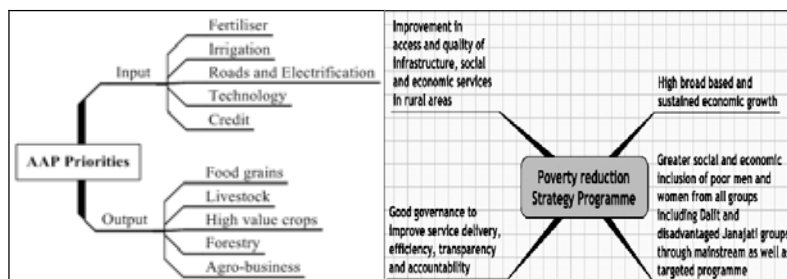 Fertiliser
Irrigation
Input
Roads and Electrification
Technology
Credit
AAP Priorities
Food grains
Livestock
Output
High value crops
Forestry
Agro-business
Improvement in
access and quality of
infrastructure, social
and economic services
in rural areas
High broad based and
sustained economic growth
Poverty reduction
Strategy Programme
Good governance to
improve service delivery,
efficiency, transparency
and accountability
Greater social and economic
inclusion of poor men and
women from all groups
including Dalit and
disadvantaged Janajati groups
through mainstream as well as
targeted programme